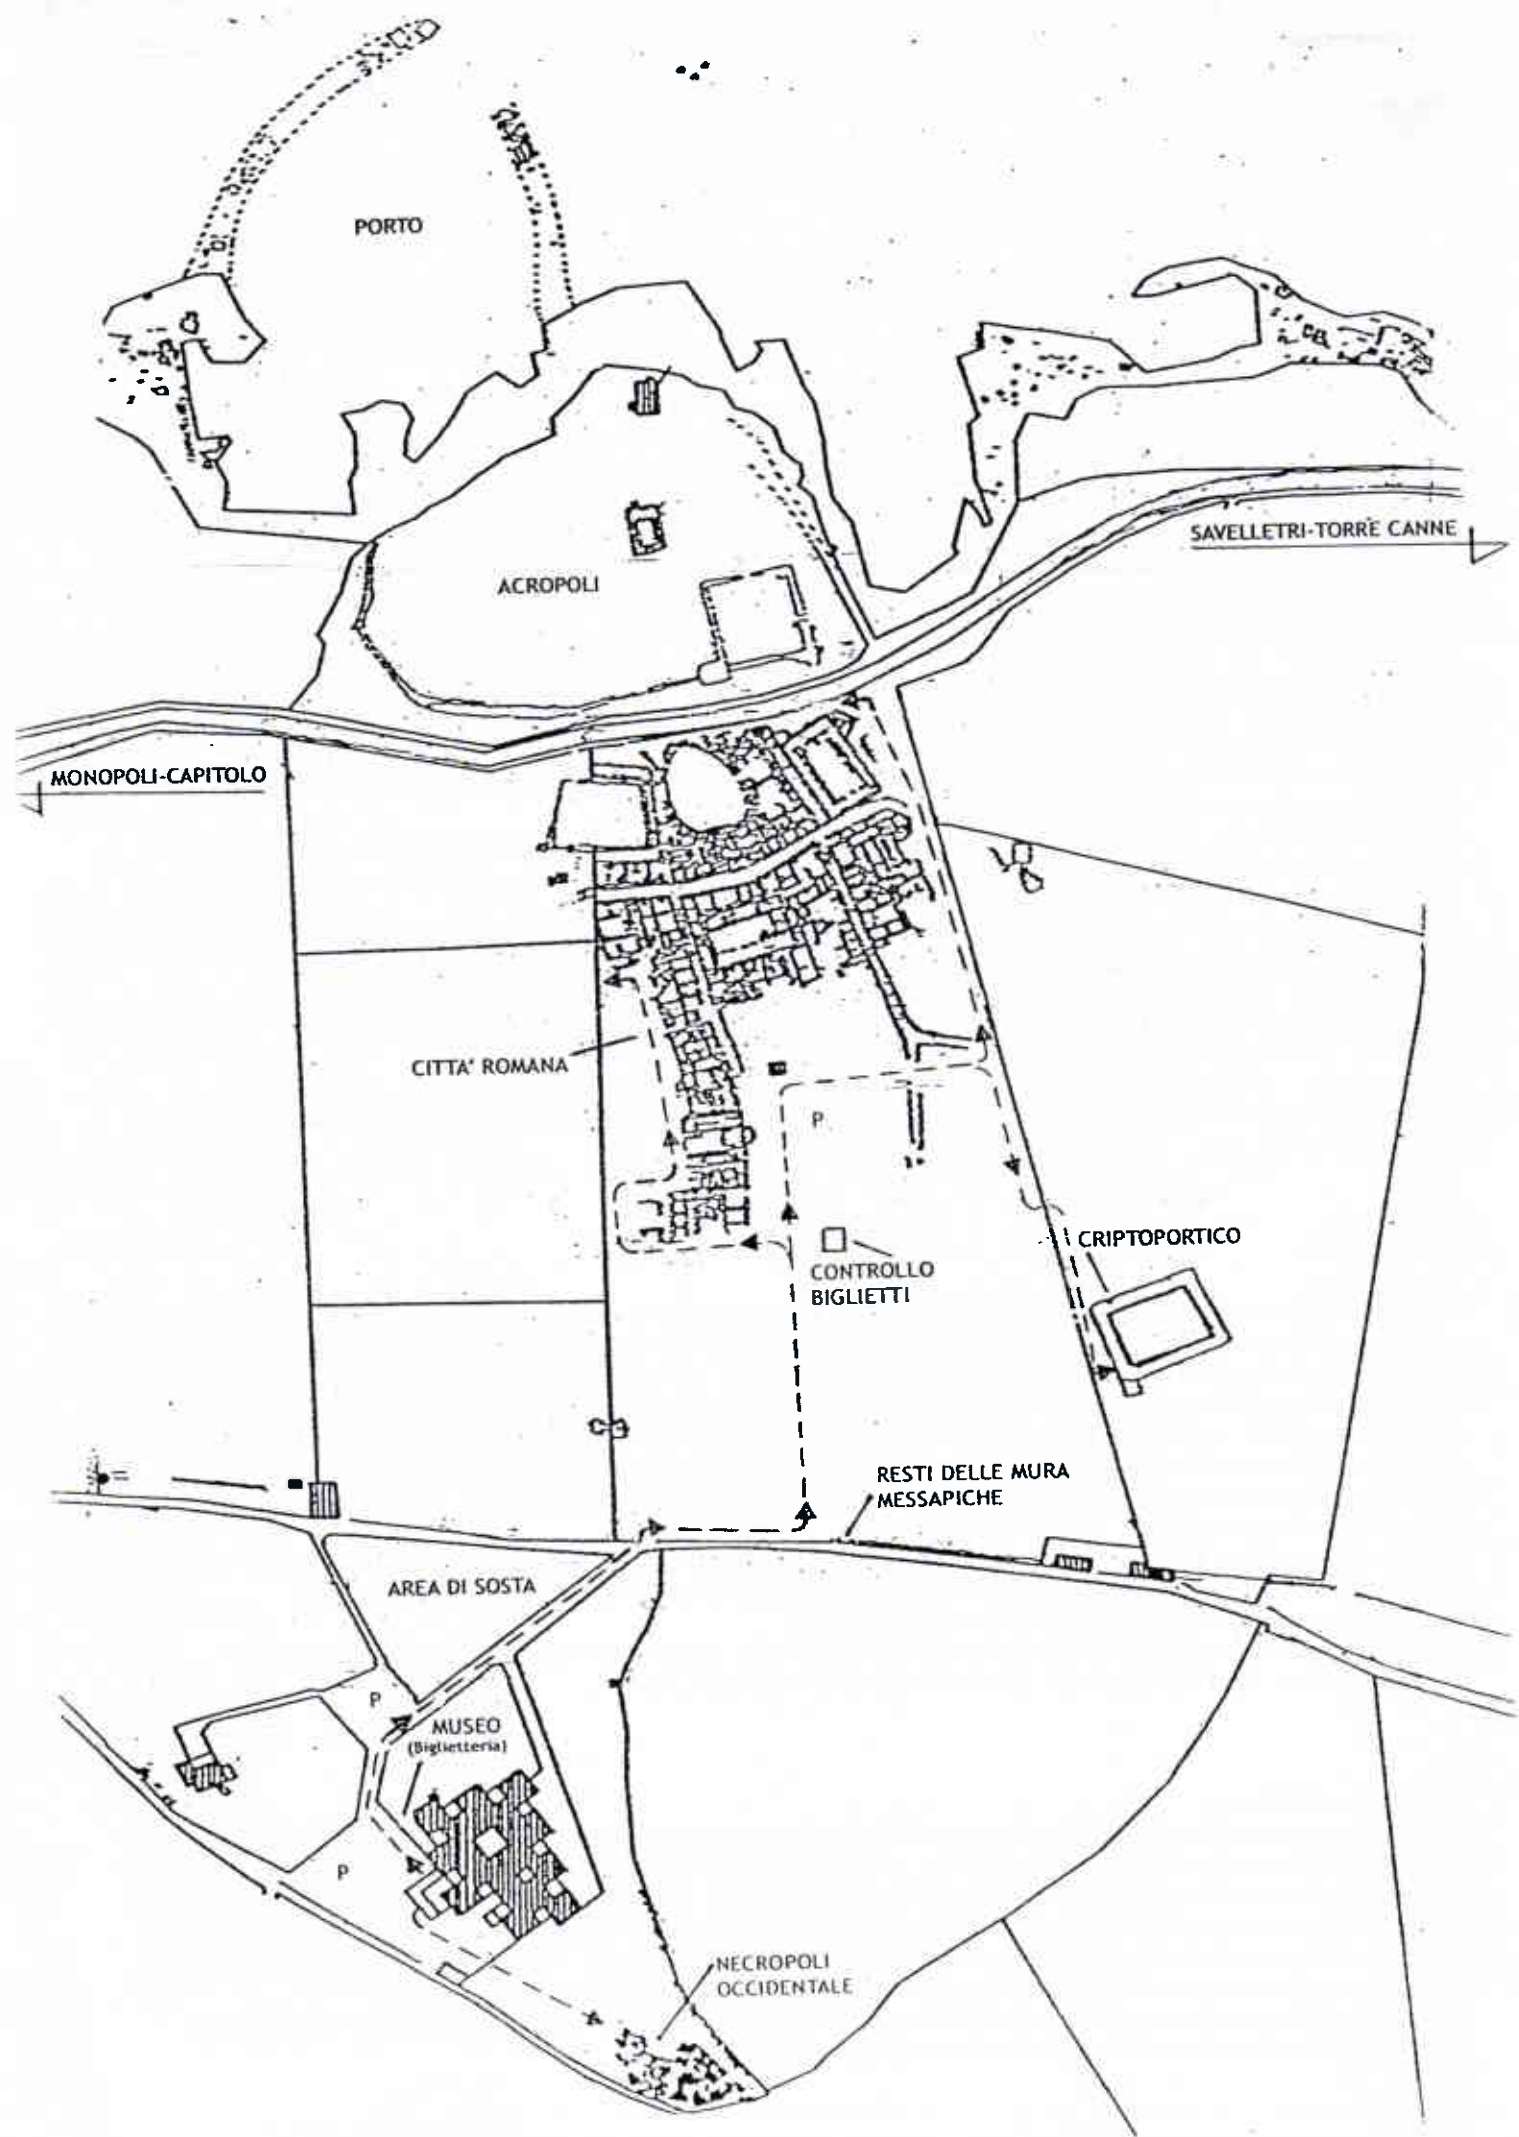 PORTO
SAVELLETRI-TORRE CANNE
ACROPOLI
MONOPOLI-CAPITOLO
CITTA' ROMANA
P
CRIPTOPORTICO
CONTROLLO
BIGLIETTI
RESTI DELLE MURA
MESSAPICHE
AREA DI SOSTA
P
MUSEO
(Biglietteria)
P
NECROPOLI
OCCIDENTALE